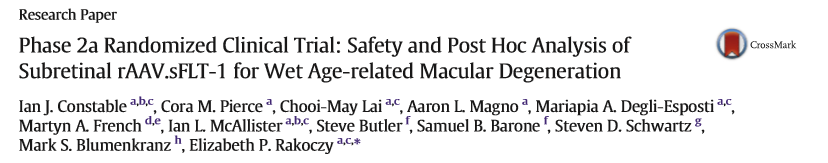 Research Paper
Phase 2a Randomized Clinical Trial: Safety and Post Hoc Analysis of
Subretinal rAAV.sFLT-1 for Wet Age-related Macular Degeneration
CrossMark
Ian J. Constable a,b,c, Cora M. Pierce a, Chooi-May Lai a,c, Aaron L. Magno a, Mariapia A. Degli-Esposti a,c,
Martyn A. French d,e, Ian L. McAllister a,b,c, Steve Butler f, Samuel B. Barone f, Steven D. Schwartz g,
Mark S. Blumenkranz h, Elizabeth P. Rakoczy a,c,*